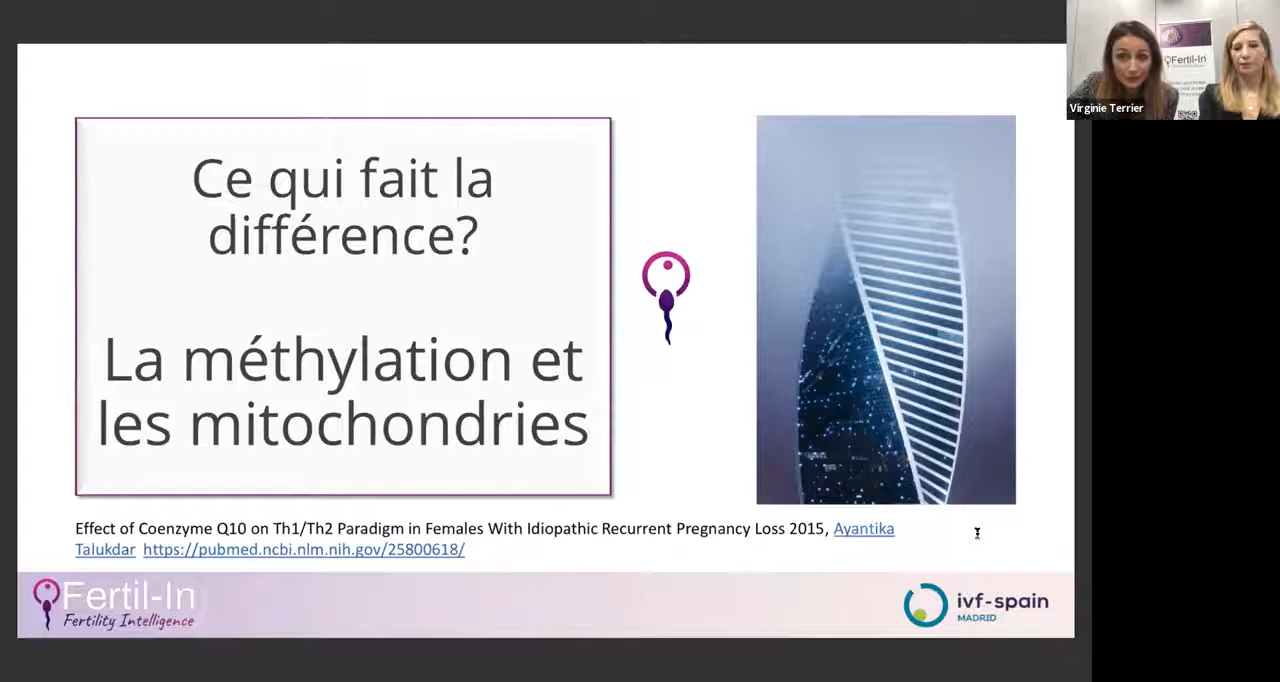 Ce qui fait la
différence?
La méthylation et
les mitochondries
Effect of Coenzyme Q10 on Th1/Th2 Paradigm in Females With Idiopathic Recurrent Pregnancy Loss 2015, Ayantika
Talukdar https://pubmed.ncbi.nlm.nih.gov/25800618/
Fertil-In
Fertility Intelligence
ivf-spain
MADRID
Fertil-In
Virginie Terrier